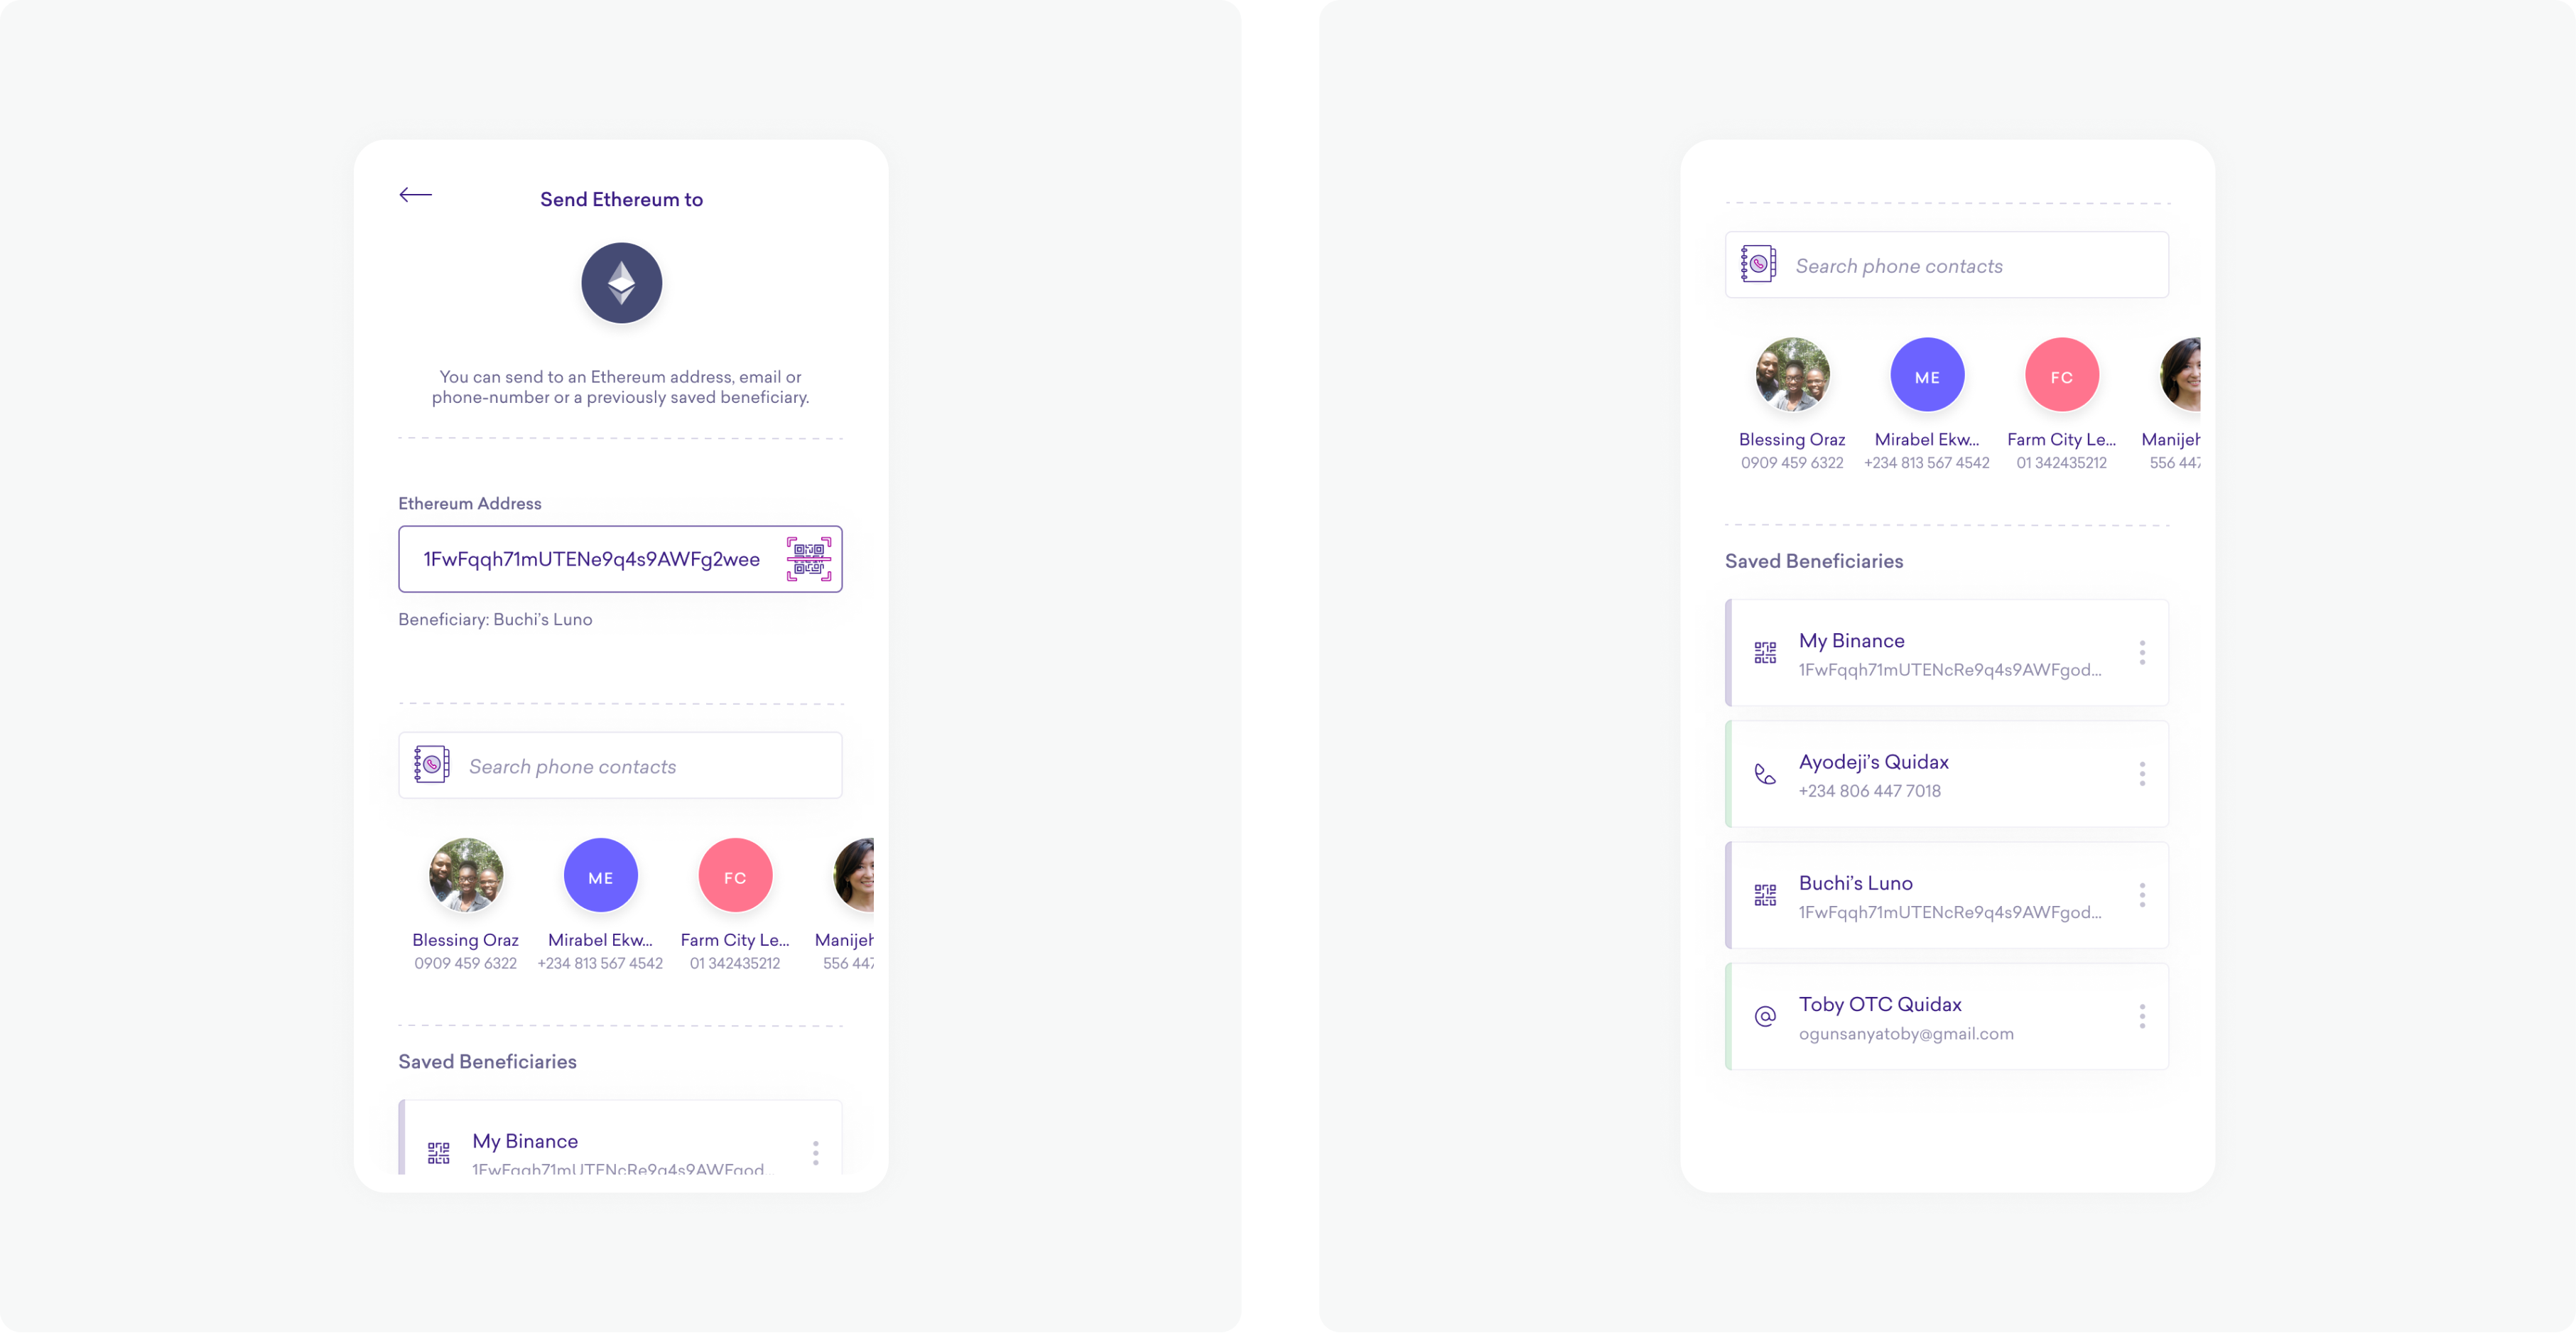 Send Ethereum to
You can send to an Ethereum address, email or
phone-number or a previously saved beneficiary.
Ethereum Address
1FwFqqh71mUTENe9q4s9AWFg2wee
Beneficiary: Buchi’s Luno
Search phone contacts
ME
FC
Blessing Oraz
Mirabel Ekw...
Farm City Le...
Manijeh
0909 459 6322
+234 813 567 4542
01 342435212
556 447
Saved Beneficiaries
My Binance
1FwFqqh71mUTENcRe9q4s9AWFgod...
Search phone contacts
ME
FC
Blessing Oraz
Mirabel Ekw...
Farm City Le...
Manijeh
0909 459 6322
+234 813 567 4542
01 342435212
556 447
Saved Beneficiaries
My Binance
1FwFqqh71mUTENcRe9q4s9AWFgod...
Ayodeji’s Quidax
+234 806 447 7018
Buchi’s Luno
1FwFqqh71mUTENcRe9q4s9AWFgod...
Toby OTC Quidax
ogunsanyatoby@gmail.com